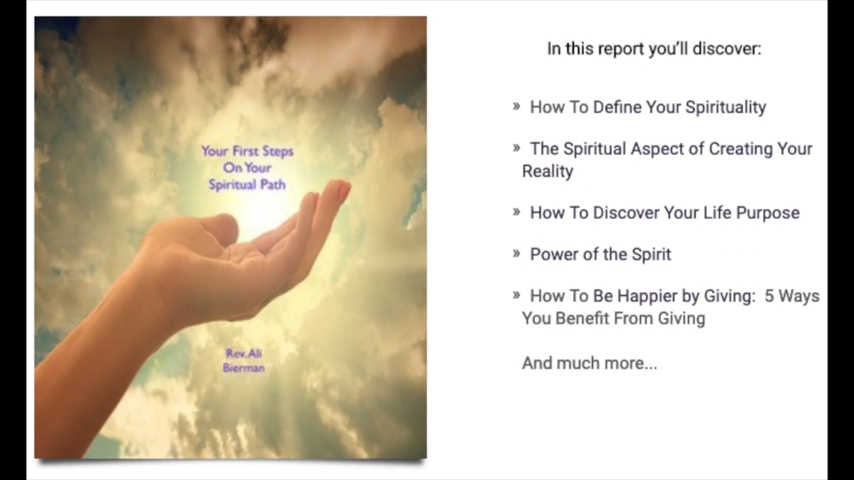 Your First Steps
On Your
Spiritual Path
Rev.Ali
Bierman
In this report you’ll discover:
» How To Define Your Spirituality
» The Spiritual Aspect of Creating Your
Reality
» How To Discover Your Life Purpose
» Power of the Spirit
» How To Be Happier by Giving: 5 Ways
You Benefit From Giving
And much more...